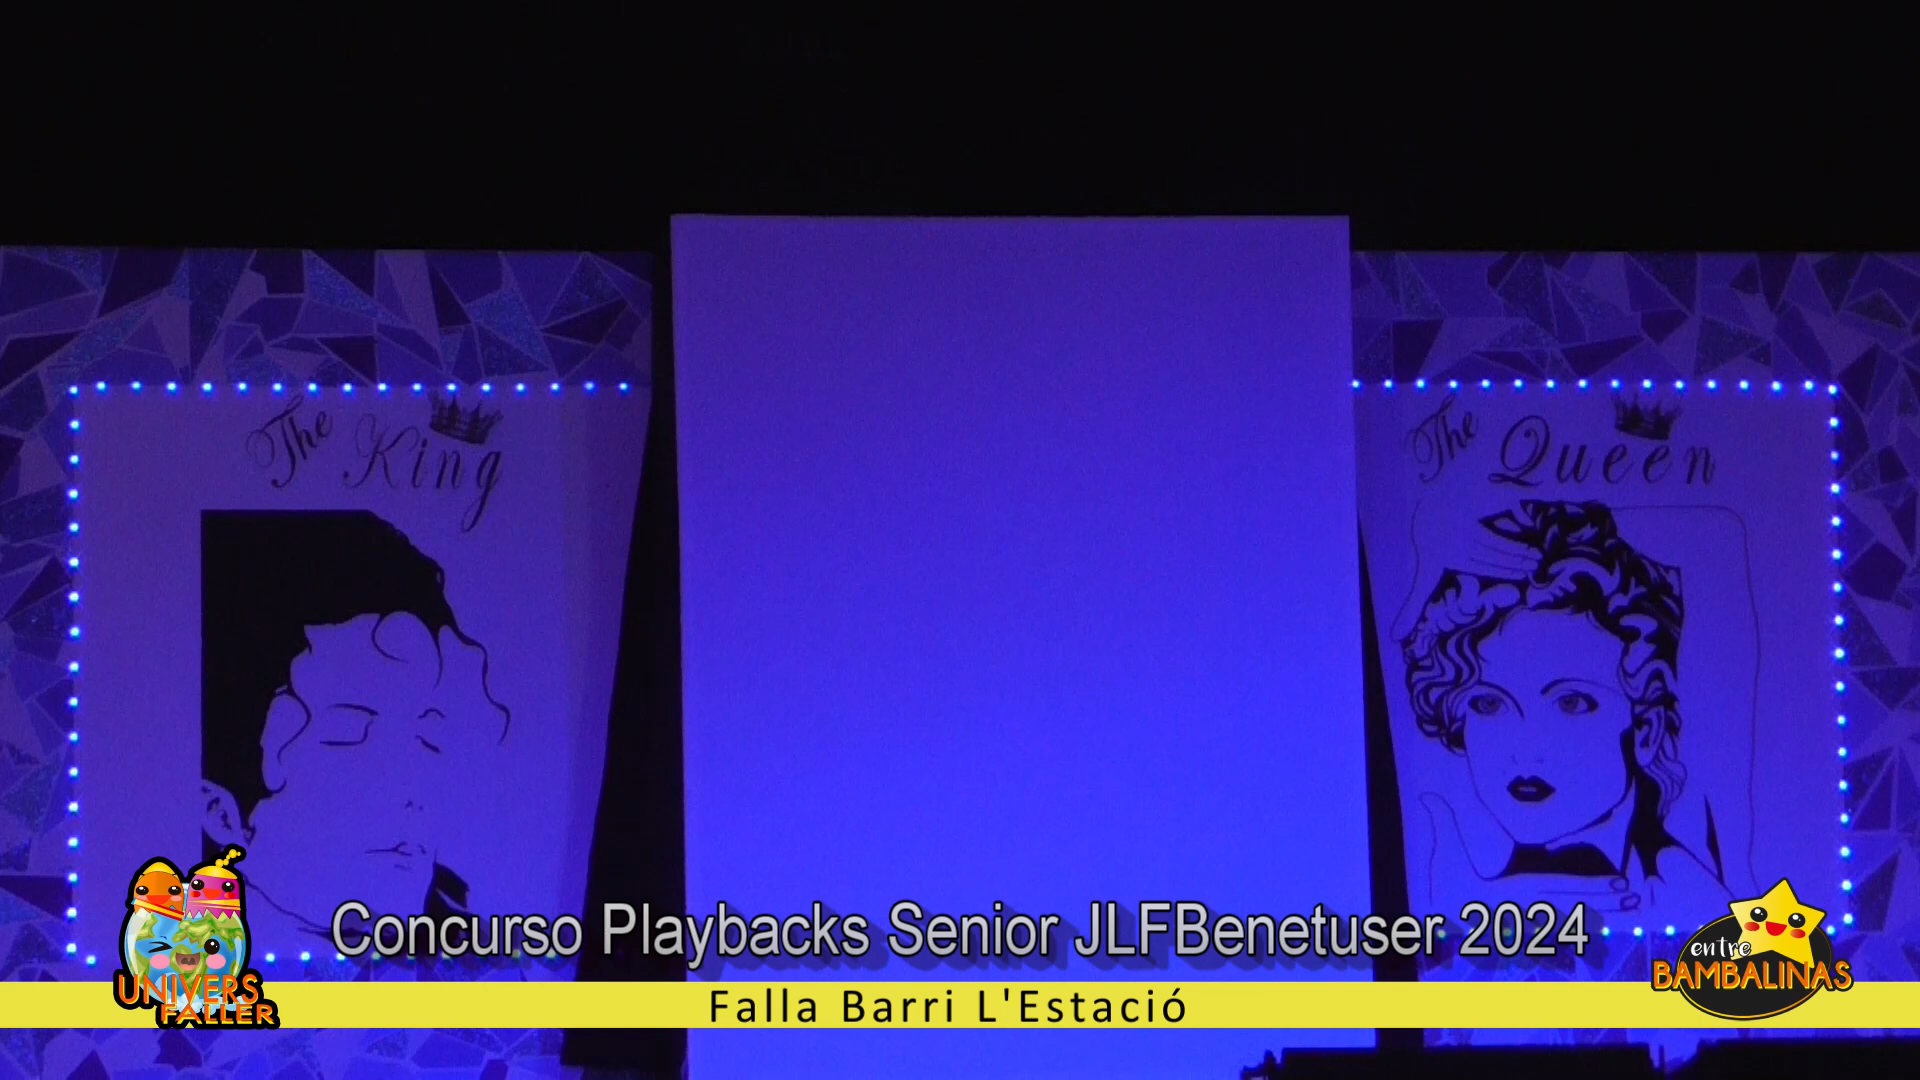 The King
The Queen
Concurso Playbacks Senior JLFBenetuser 2024
Falla Barri L'Estació
UNIVERS
FALLER
entre
BAMBALINAS